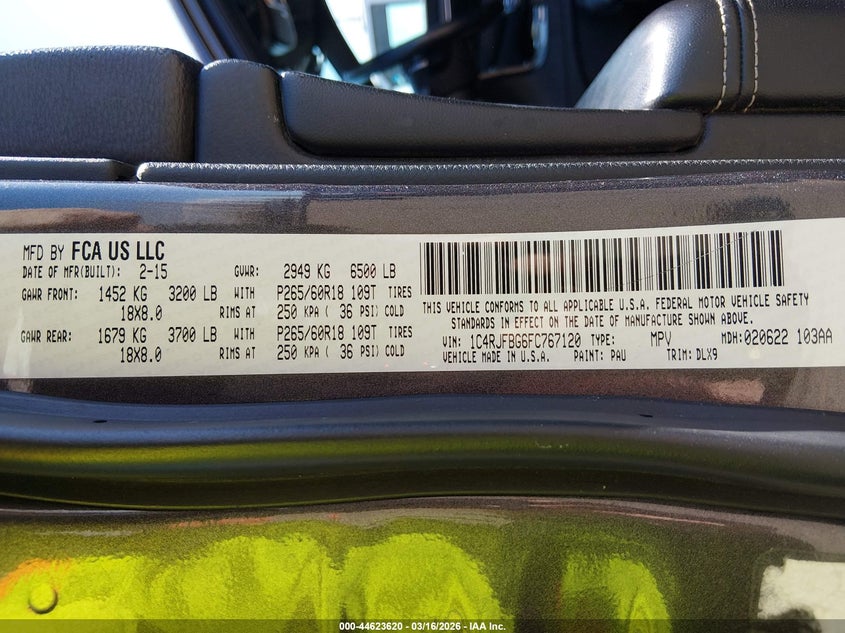 MFD BY FCA US LLC
DATE OF MFR(BUILT): 2-15 GVWR: 2949 KG 6500 LB
GAWR FRONT: 1452 KG 3200 LB WITH P265/60R18 109T TIRES
18X8.0 RIMS AT 250 KPA ( 36 PSI) COLD
GAWR REAR: 1679 KG 3700 LB WITH P265/60R18 109T TIRES
18X8.0 RIMS AT 250 KPA ( 36 PSI) COLD
THIS VEHICLE CONFORMS TO ALL APPLICABLE U.S.A. FEDERAL MOTOR VEHICLE SAFETY
STANDARDS IN EFFECT ON THE DATE OF MANUFACTURE SHOWN ABOVE.
VIN: 1C4RJFBG6FC767120 TYPE: MPV MDH: 020622 103AA
VEHICLE MADE IN U.S.A. PAINT: PAU TRIM: DLX9
000-44623620 — 03/16/2026 — IAA Inc.